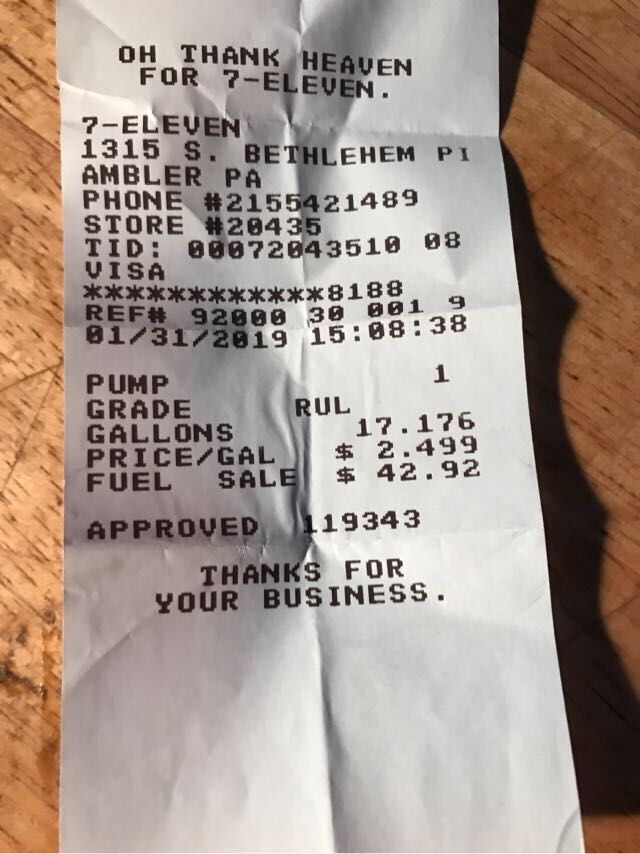 OH THANK HEAVEN
FOR 7-ELEVEN.
7-ELEVEN
1315 S. BETHLEHEM PI
AMBLER PA
PHONE #2155421489
STORE #20435
TID: 00072043510 08
VISA
************8188
REF# 92000 30 001 9
01/31/2019 15:08:38
PUMP 1
GRADE RUL
GALLONS 17.176
PRICE/GAL $ 2.499
FUEL SALE $ 42.92
APPROVED 119343
THANKS FOR
YOUR BUSINESS.